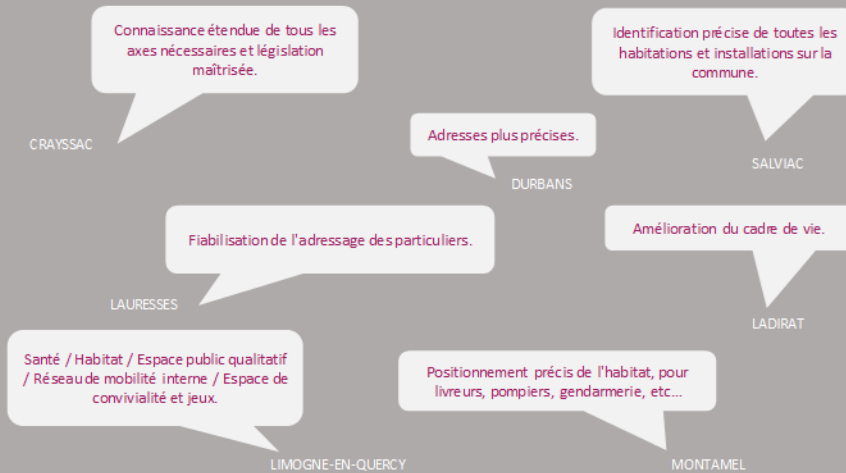 Connaissance étendue de tous les
axes nécessaires et législation
maîtrisée.
CRAYSSAC
Identification précise de toutes les
habitations et installations sur la
commune.
SALVIAC
Adresses plus précises.
DURBANS
Fiabilisation de l'adressage des particuliers.
LAURESSES
Amélioration du cadre de vie.
LADIRAT
Santé / Habitat / Espace public qualitatif
/ Réseau de mobilité interne / Espace de
convivialité et jeux.
LIMOGNE-EN-QUERCY
Positionnement précis de l'habitat, pour
livreurs, pompiers, gendarmerie, etc...
MONTAMEL